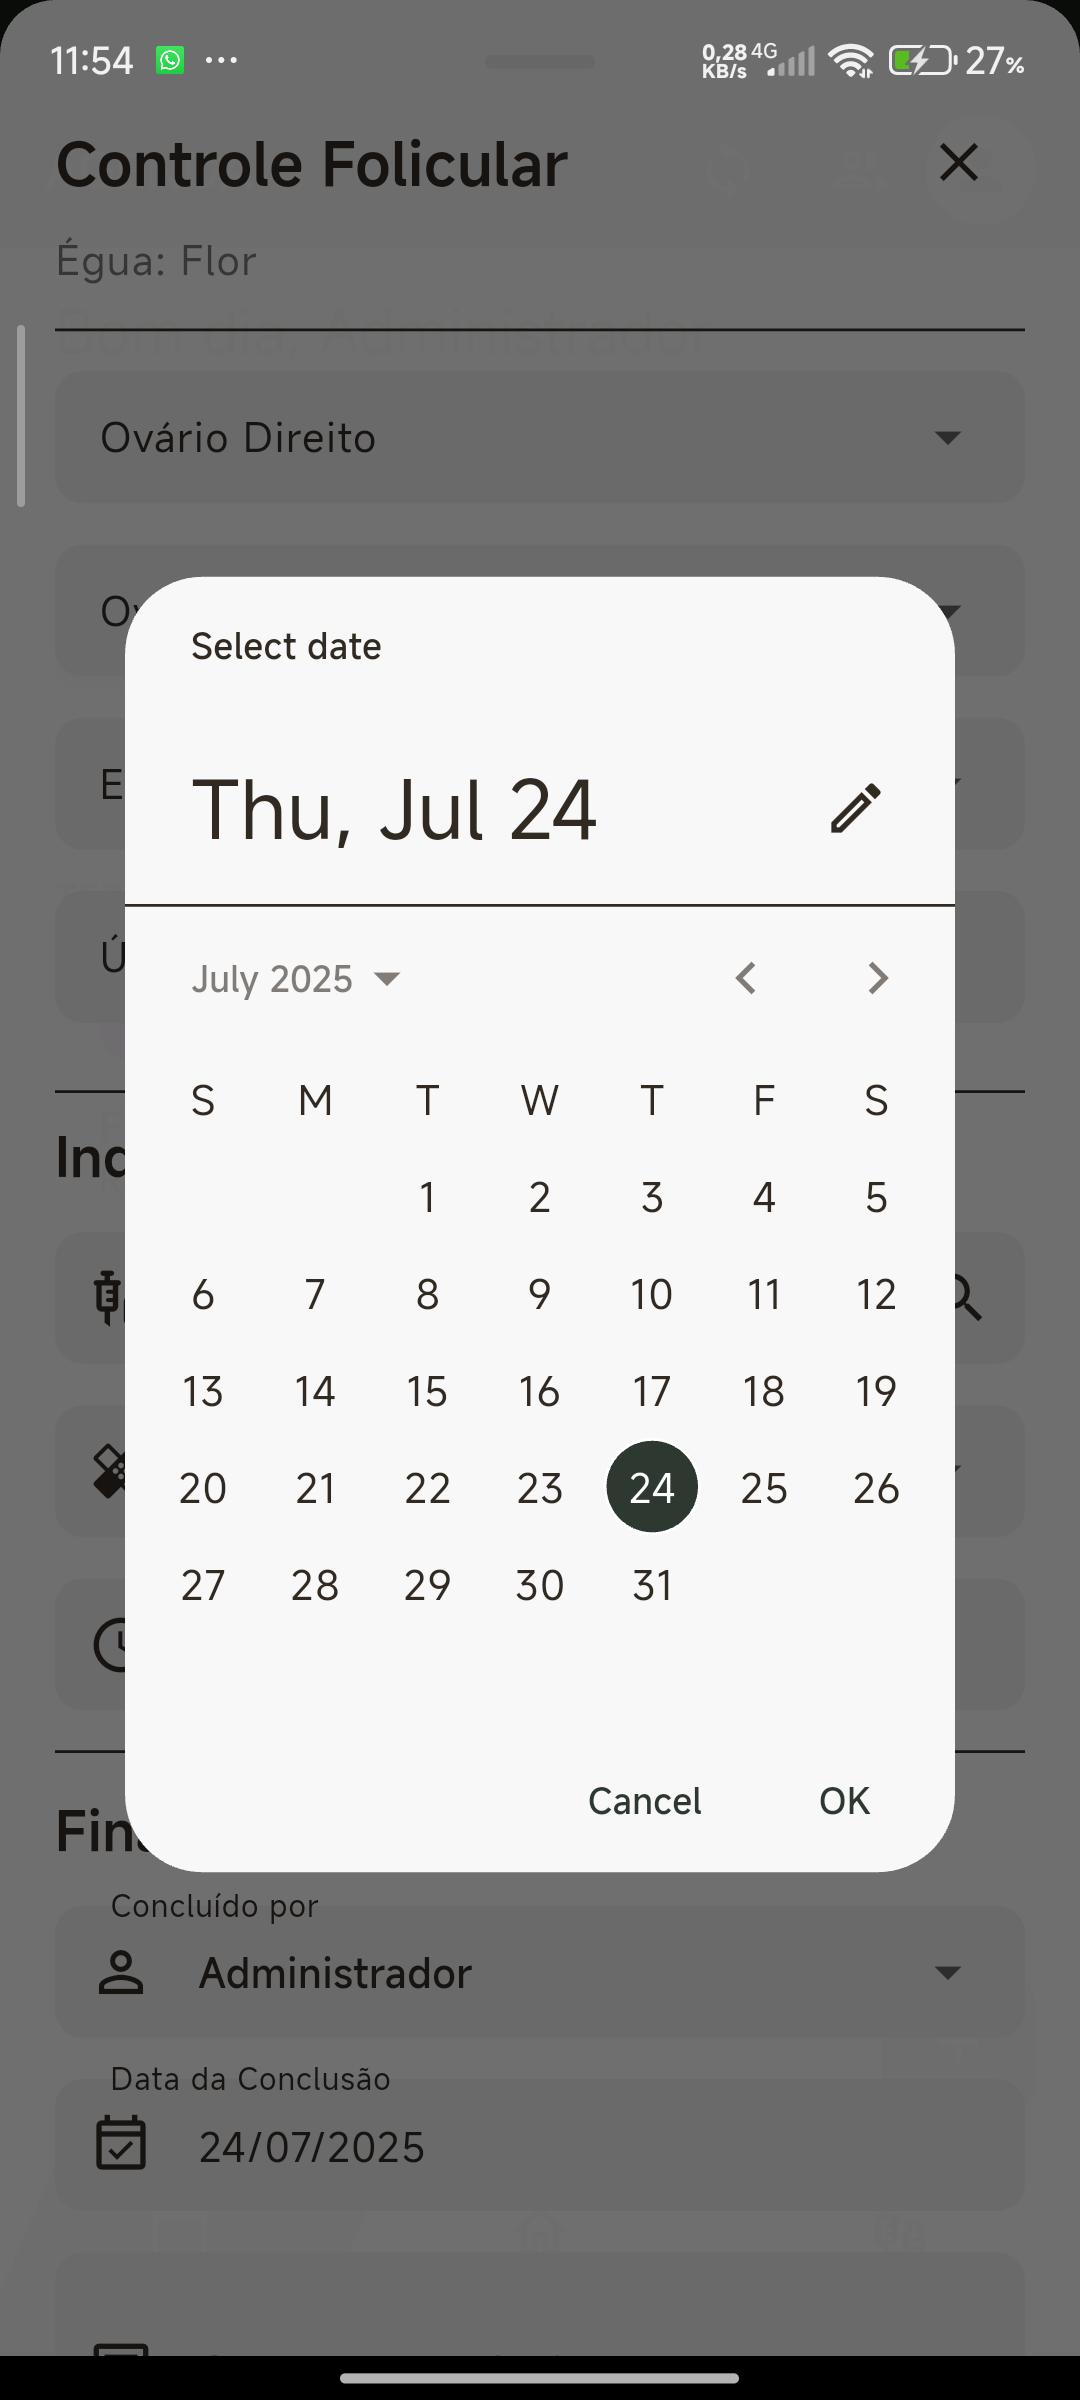 11:54 ... 0,28 KB/s 4G 27%
Controle Folicular
Égua: Flor
Bom dia, Administrador
Ovário Direito
Select date
Thu, Jul 24
July 2025
S M T W T F S
1 2 3 4 5
6 7 8 9 10 11 12
13 14 15 16 17 18 19
20 21 22 23 24 25 26
27 28 29 30 31
Cancel OK
Concluído por
Administrador
Data da Conclusão
24/07/2025